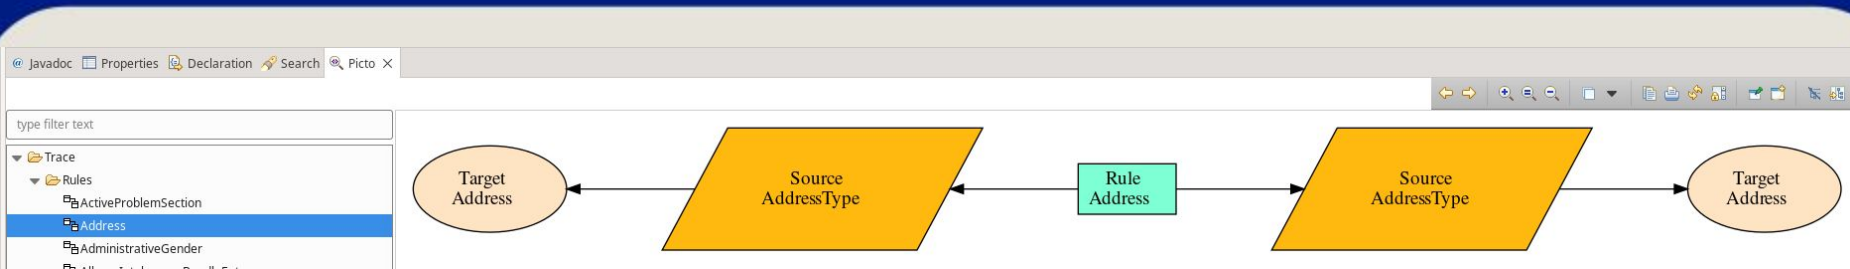 @ Javadoc Properties Declaration Search Picto
type filter text
Trace
Rules
ActiveProblemSection
Address
AdministrativeGender
Target
Address
Source
AddressType
Rule
Address
Source
AddressType
Target
Address